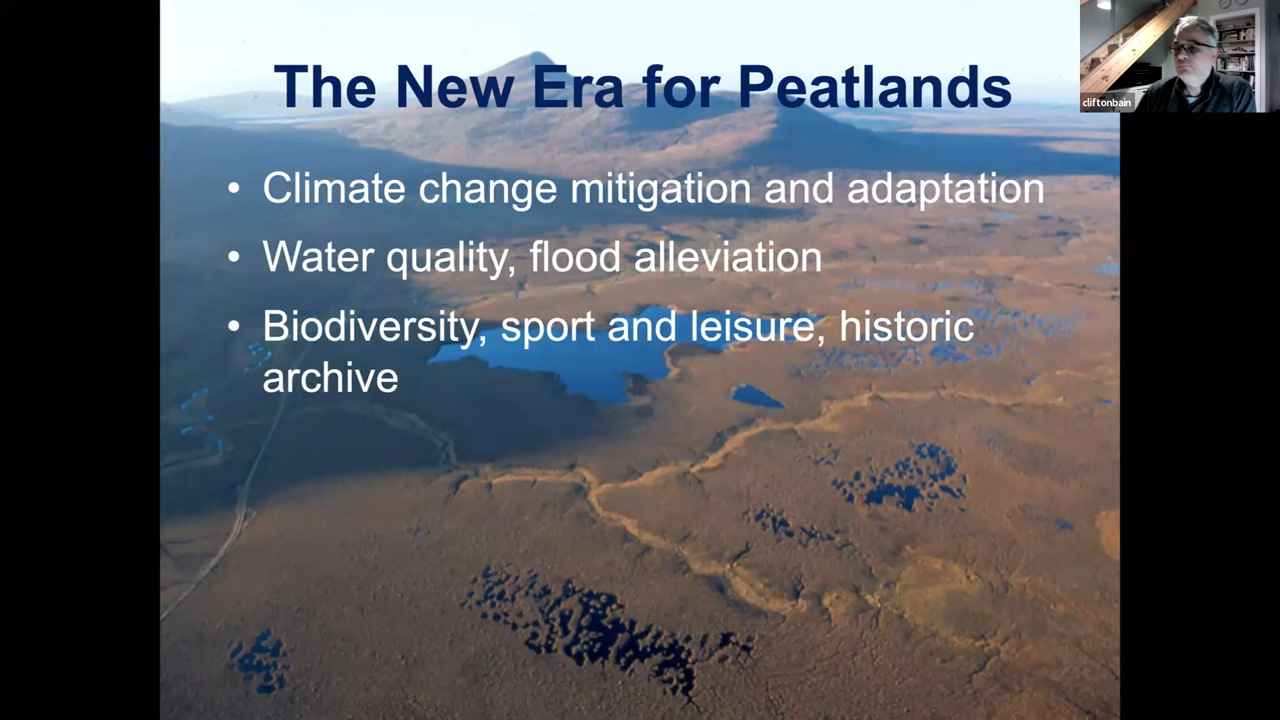 The New Era for Peatlands
• Climate change mitigation and adaptation
• Water quality, flood alleviation
• Biodiversity, sport and leisure, historic
archive
cliftonbain